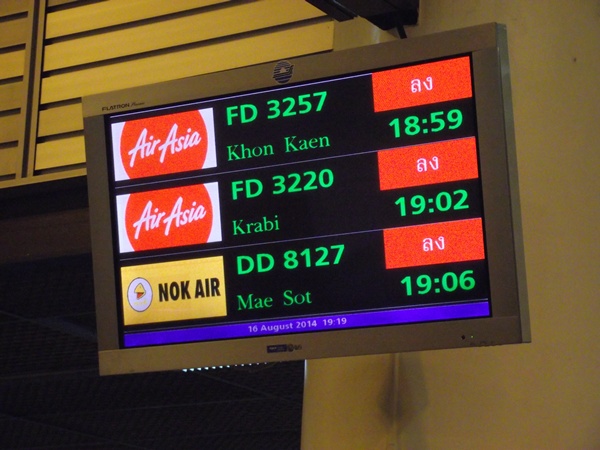 FLATRON
AirAsia
FD 3257
ลง
Khon Kaen
18:59
AirAsia
FD 3220
ลง
Krabi
19:02
NOK AIR
DD 8127
ลง
Mae Sot
19:06
16 August 2014 19:19